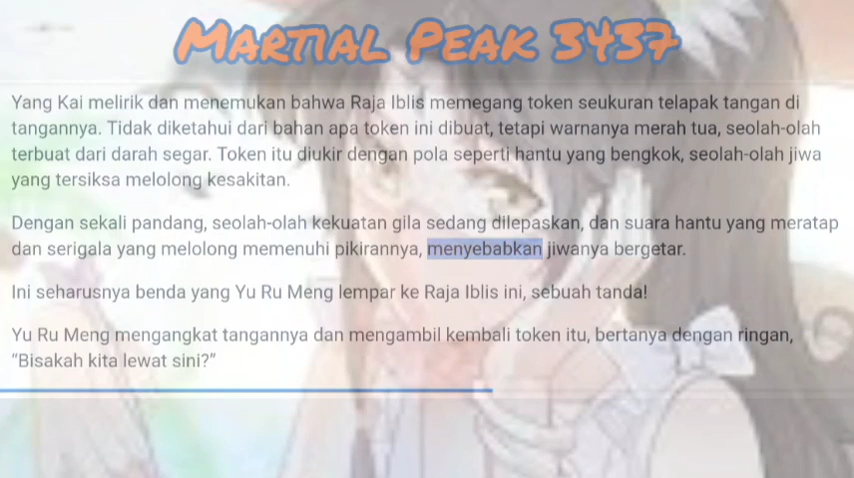 MARTIAL PEAK 3437
Yang Kai melirik dan menemukan bahwa Raja Iblis memegang token seukuran telapak tangan di
tangannya. Tidak diketahui dari bahan apa token ini dibuat, tetapi warnanya merah tua, seolah-olah
terbuat dari darah segar. Token itu diukir dengan pola seperti hantu yang bengkok, seolah-olah jiwa
yang tersiksa melolong kesakitan.
Dengan sekali pandang, seolah-olah kekuatan gila sedang dilepaskan, dan suara hantu yang meratap
dan serigala yang melolong memenuhi pikirannya, menyebabkan jiwanya bergetar.
Ini seharusnya benda yang Yu Ru Meng lempar ke Raja Iblis ini, sebuah tanda!
Yu Ru Meng mengangkat tangannya dan mengambil kembali token itu, bertanya dengan ringan,
“Bisakah kita lewat sini?”